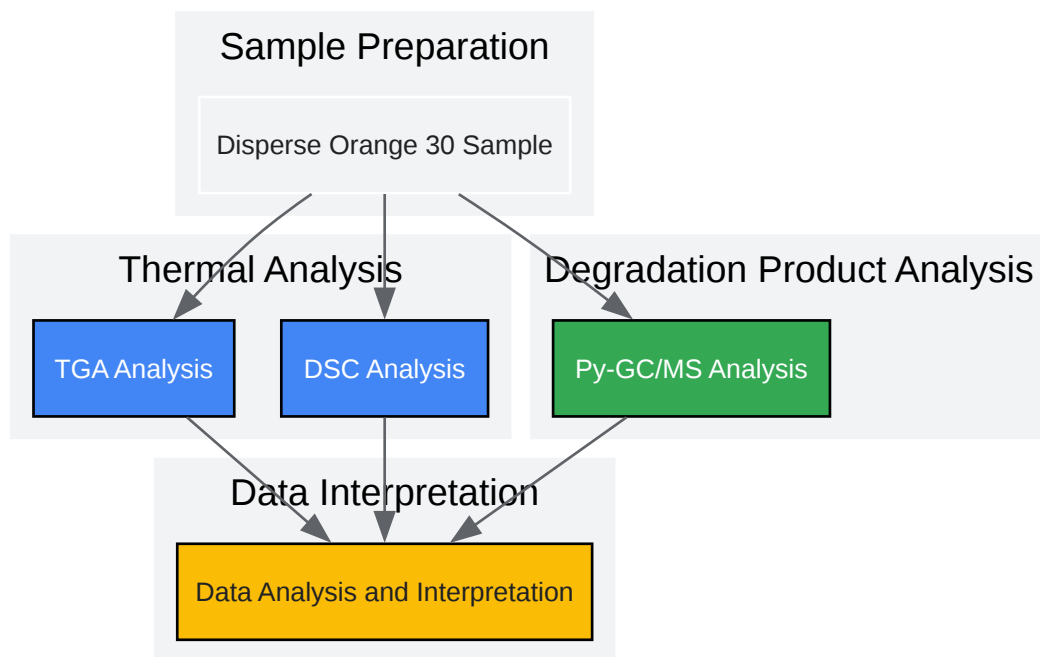 Sample Preparation
Disperse Orange 30 Sample
Thermal Analysis
Degradation Product Analysis
TGA Analysis
DSC Analysis
Py-GC/MS Analysis
Data Interpretation
Data Analysis and Interpretation